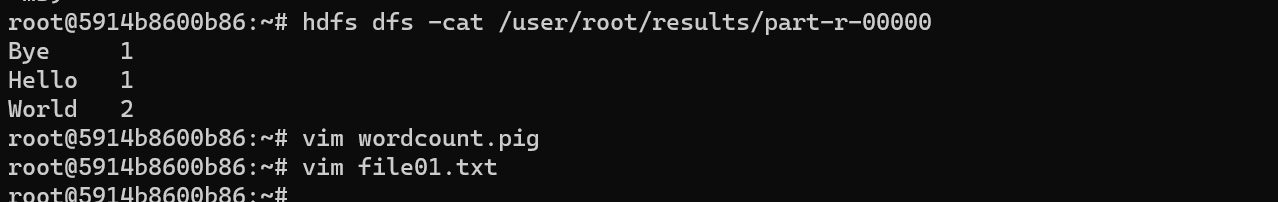 root@5914b8600b86:~# hdfs dfs -cat /user/root/results/part-r-00000
Bye     1
Hello   1
World   2
root@5914b8600b86:~# vim wordcount.pig
root@5914b8600b86:~# vim file01.txt
root@5914b8600b86:~#